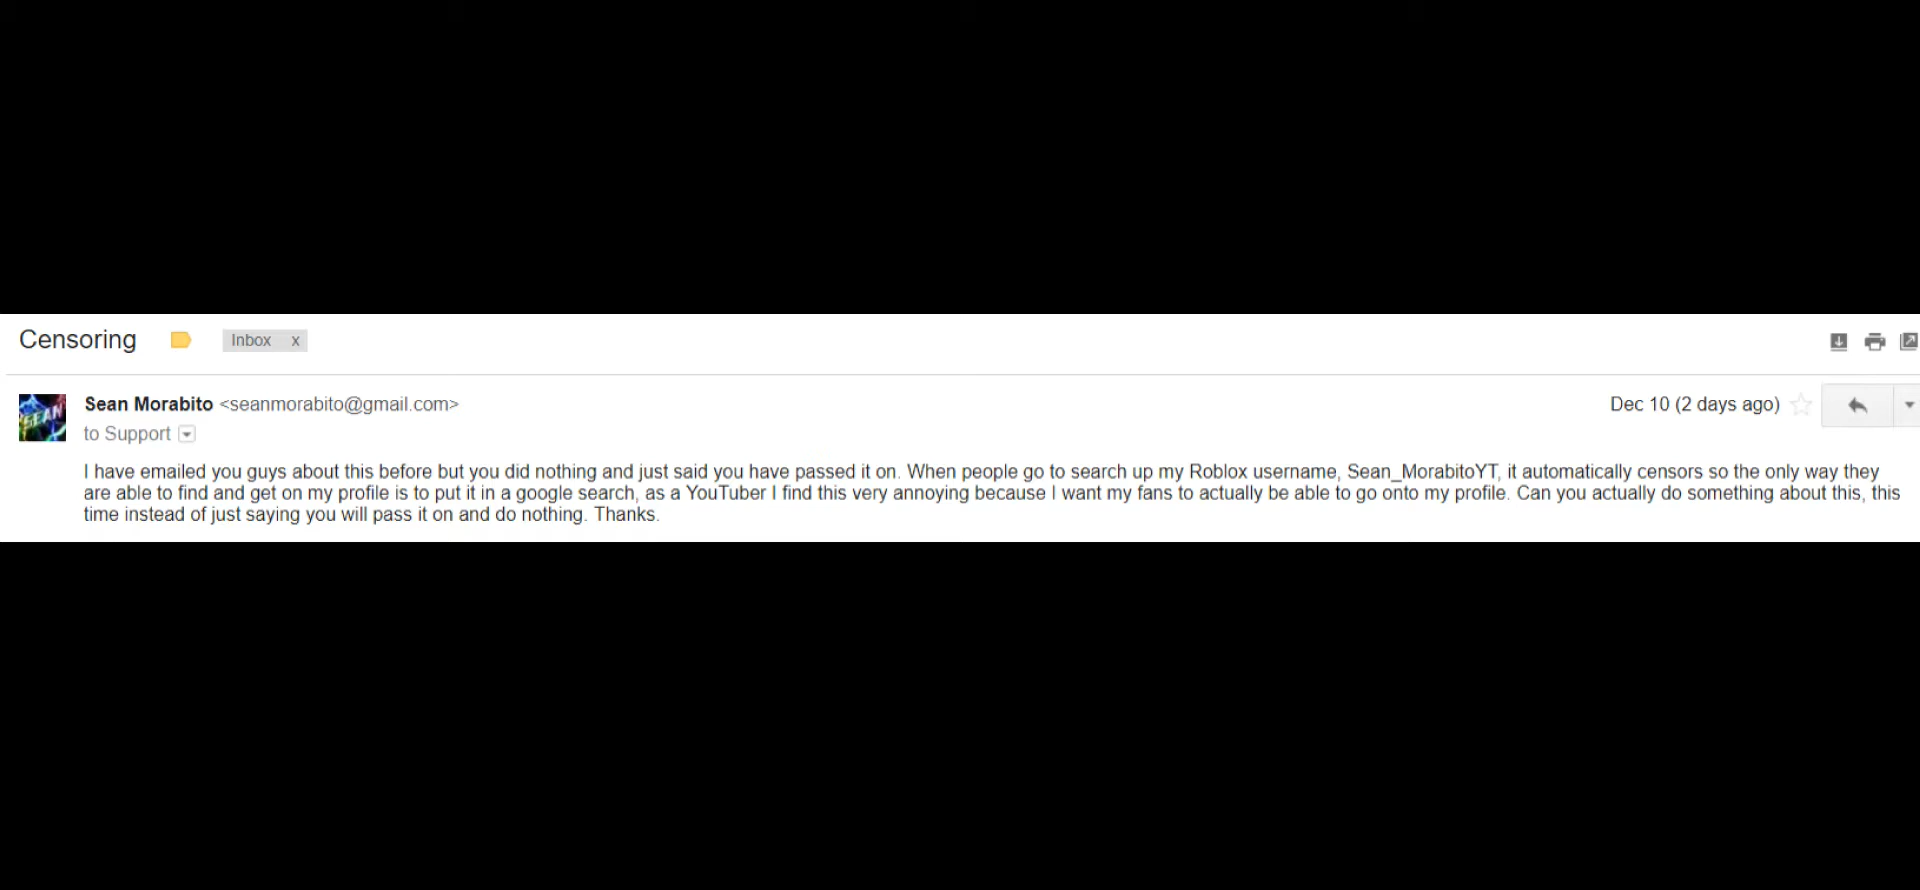 Censoring
Inbox x
Sean Morabito <seanmorabito@gmail.com>
Dec 10 (2 days ago)
to Support
I have emailed you guys about this before but you did nothing and just said you have passed it on. When people go to search up my Roblox username, Sean_MorabitoYT, it automatically censors so the only way they
are able to find and get on my profile is to put it in a google search, as a YouTuber I find this very annoying because I want my fans to actually be able to go onto my profile. Can you actually do something about this, this
time instead of just saying you will pass it on and do nothing. Thanks.
SEAN